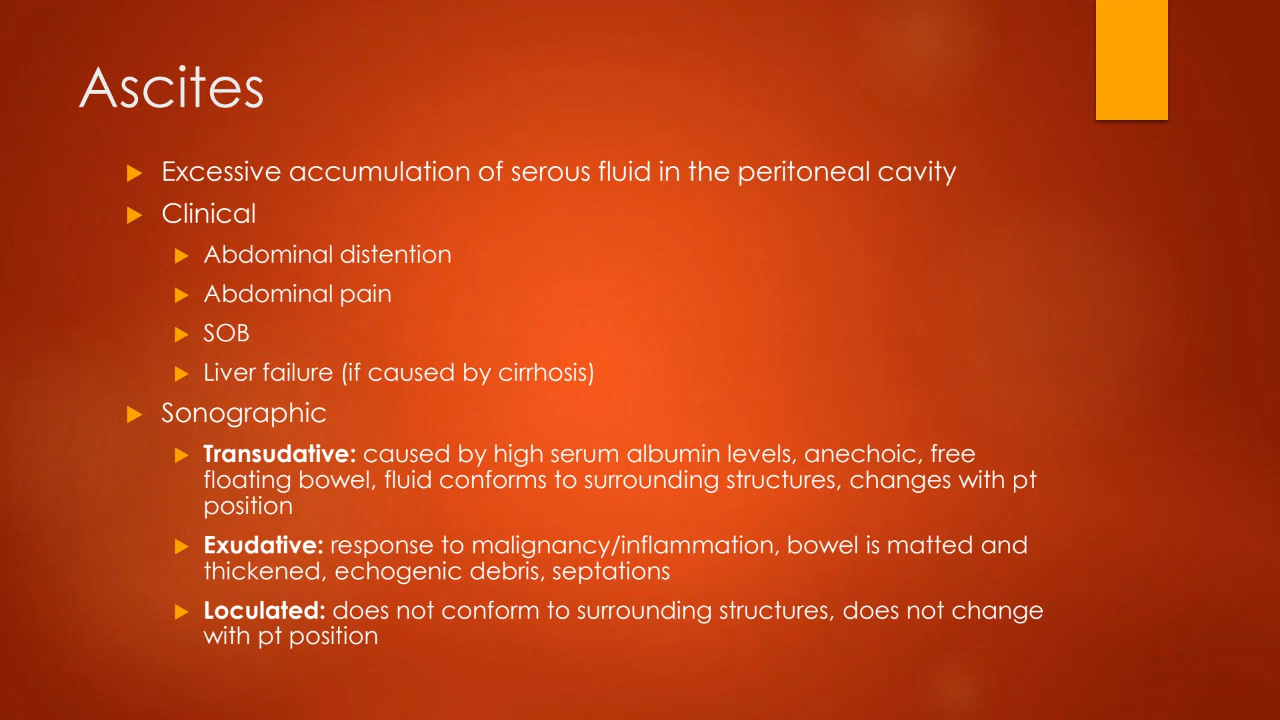 Ascites
Excessive accumulation of serous fluid in the peritoneal cavity
Clinical
Abdominal distention
Abdominal pain
SOB
Liver failure (if caused by cirrhosis)
Sonographic
Transudative: caused by high serum albumin levels, anechoic, free
floating bowel, fluid conforms to surrounding structures, changes with pt
position
Exudative: response to malignancy/inflammation, bowel is matted and
thickened, echogenic debris, septations
Loculated: does not conform to surrounding structures, does not change
with pt position